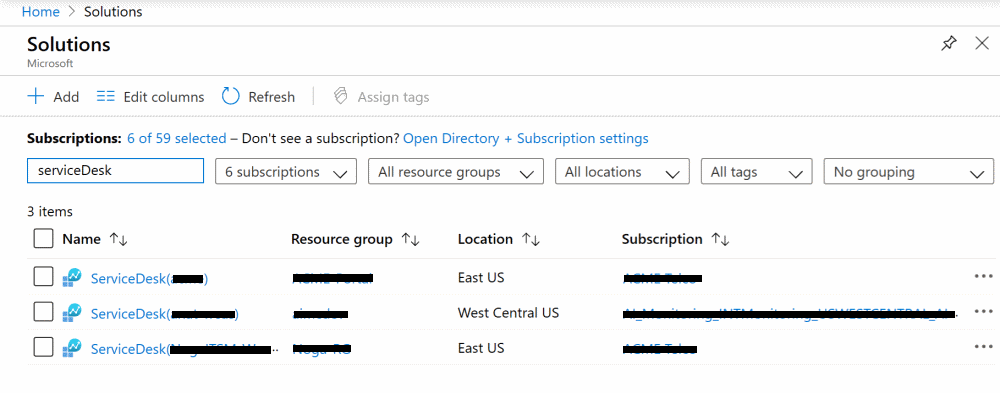 Home > Solutions
Solutions
Microsoft
Add Edit columns Refresh Assign tags
Subscriptions: 6 of 59 selected – Don't see a subscription? Open Directory + Subscription settings
serviceDesk 6 subscriptions All resource groups All locations All tags No grouping
3 items
Name Resource group Location Subscription
ServiceDesk( ) East US
ServiceDesk( ) West Central US
ServiceDesk( East US